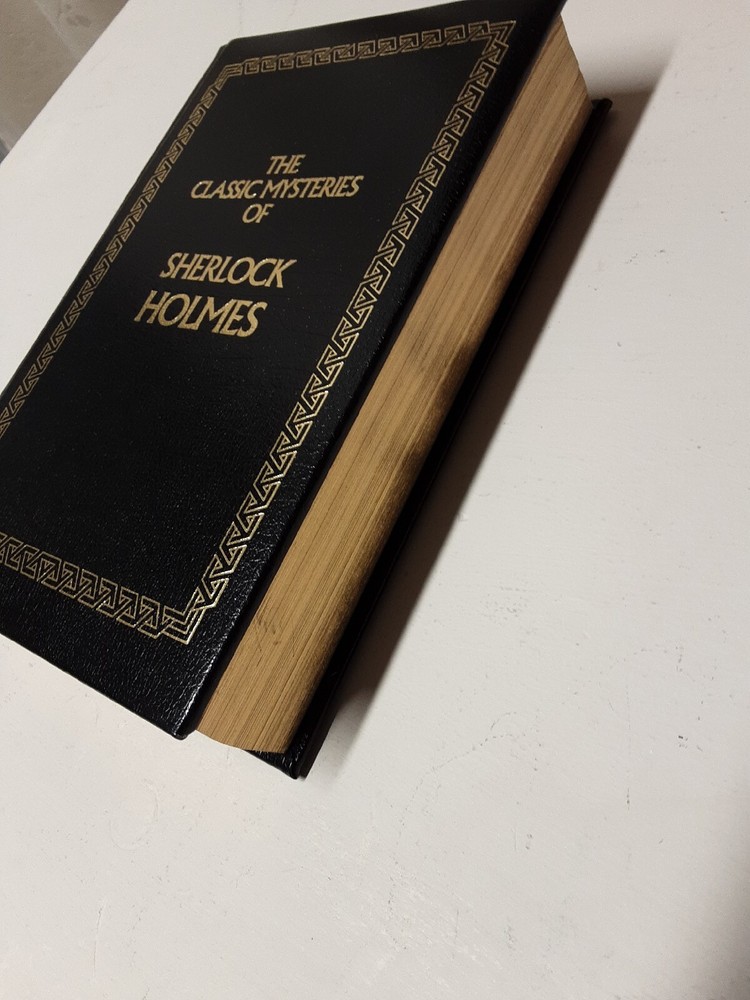 THE
CLASSIC MYSTERIES
OF
SHERLOCK
HOLMES